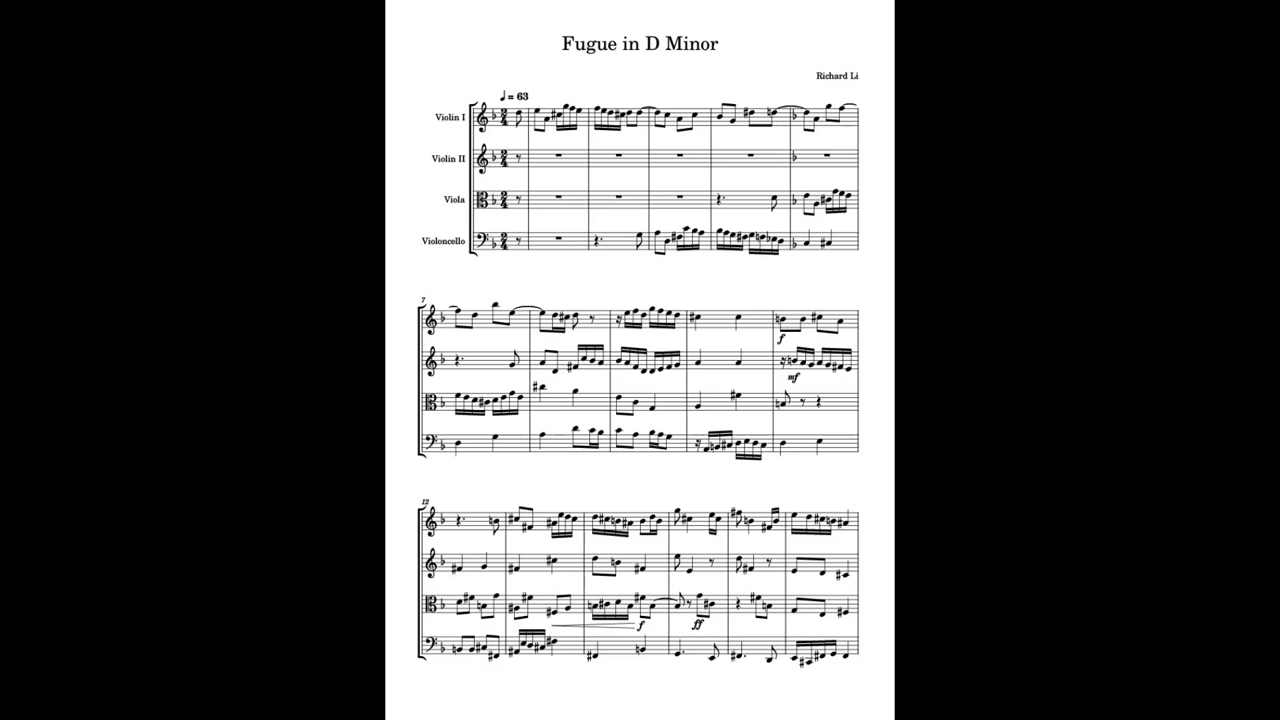 Fugue in D Minor
Richard Li
♩ = 63
Violin I
Violin II
Viola
Violoncello
7
f
mf
12
f
ff